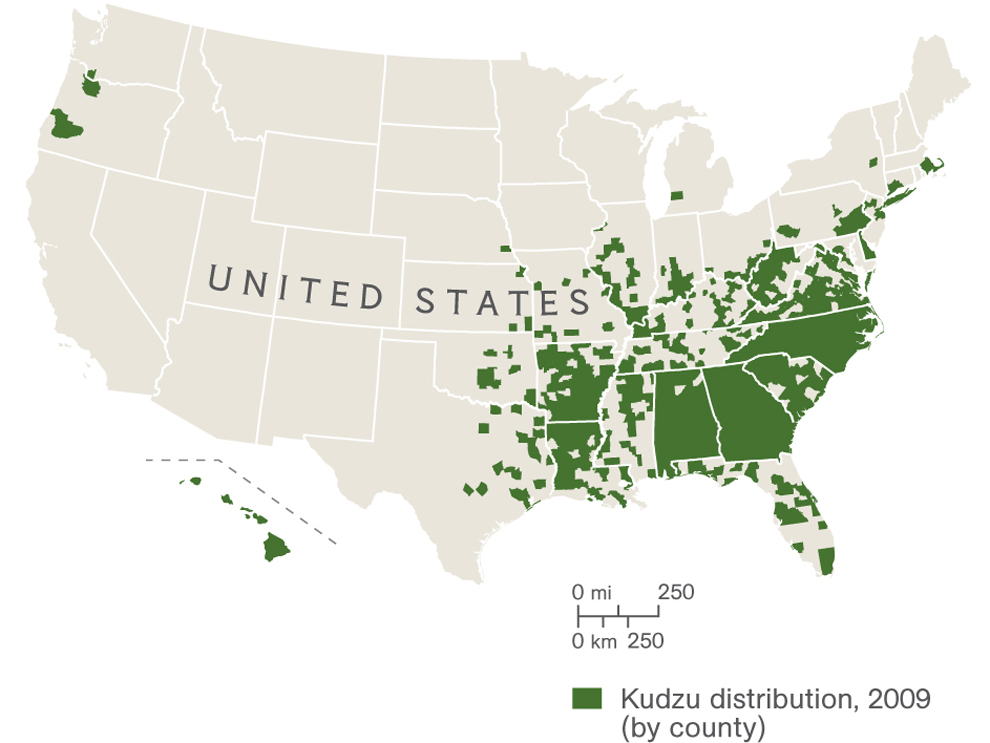 UNITED STATES
0 mi 250
0 km 250
Kudzu distribution, 2009
(by county)